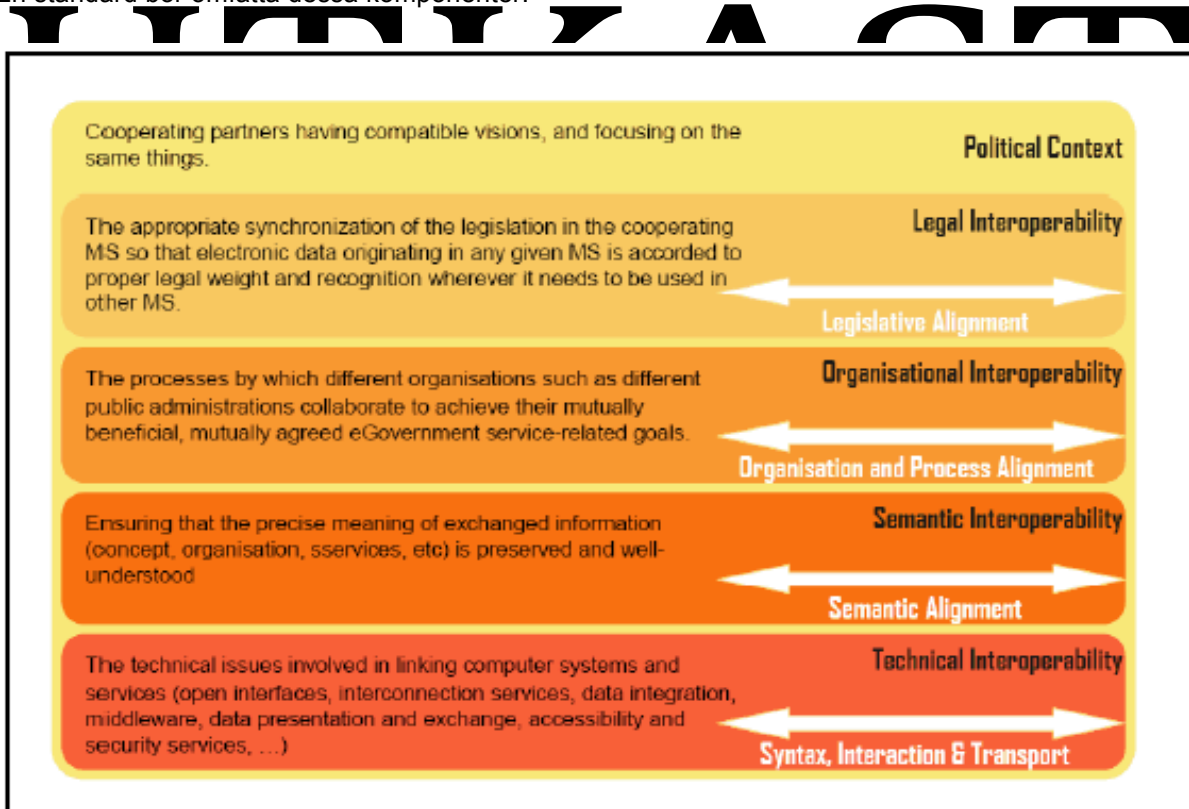 En standard bör omfatta dessa komponenter:
UTKAST
Cooperating partners having compatible visions, and focusing on the
same things.
Political Context
The appropriate synchronization of the legislation in the cooperating
MS so that electronic data originating in any given MS is accorded to
proper legal weight and recognition wherever it needs to be used in
other MS.
Legal Interoperability
Legislative Alignment
The processes by which different organisations such as different
public administrations collaborate to achieve their mutually
beneficial, mutually agreed eGovernment service-related goals.
Organisational Interoperability
Organisation and Process Alignment
Ensuring that the precise meaning of exchanged information
(concept, organisation, sservices, etc) is preserved and well-
understood
Semantic Interoperability
Semantic Alignment
The technical issues involved in linking computer systems and
services (open interfaces, interconnection services, data integration,
middleware, data presentation and exchange, accessibility and
security services, ...)
Technical Interoperability
Syntax, Interaction & Transport